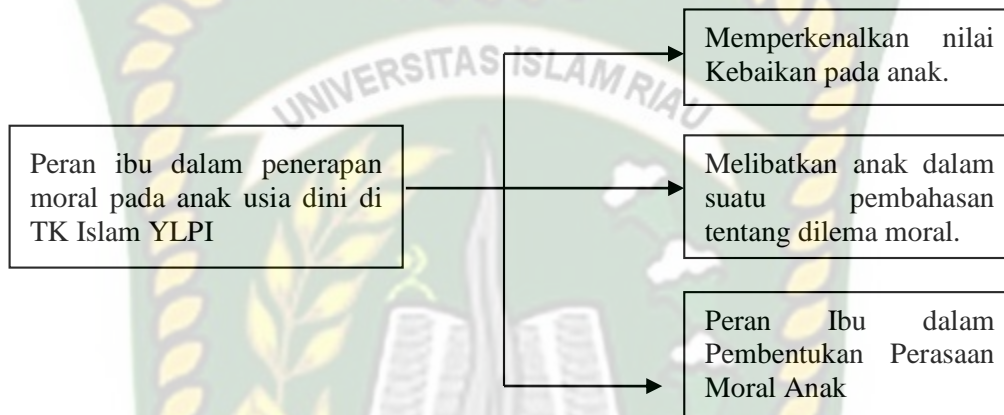 UNIVERSITAS ISLAM RIAU
Peran ibu dalam penerapan
moral pada anak usia dini di
TK Islam YLPI
Memperkenalkan nilai
Kebaikan pada anak.
Melibatkan anak dalam
suatu pembahasan
tentang dilema moral.
Peran Ibu dalam
Pembentukan Perasaan
Moral Anak